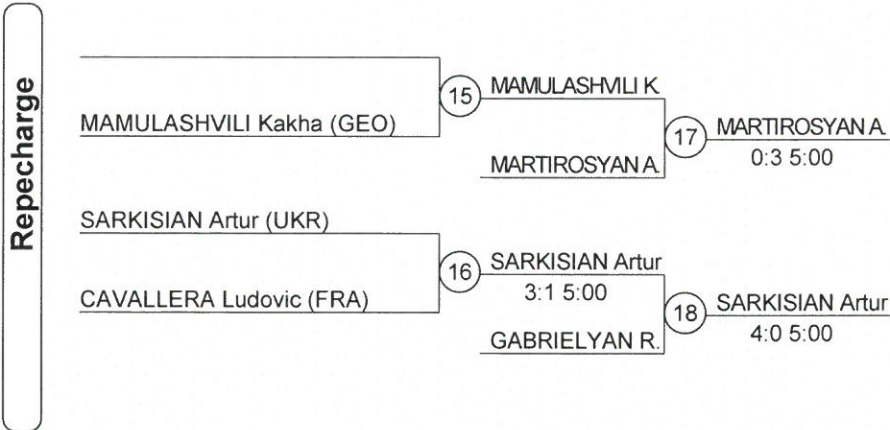 Repecharge
MAMULASHVILI Kakha (GEO)
15
MAMULASHVILI K.
MARTIROSYAN A.
17
MARTIROSYAN A.
0:3 5:00
SARKISIAN Artur (UKR)
CAVALLERA Ludovic (FRA)
16
SARKISIAN Artur
3:1 5:00
GABRIELYAN R.
18
SARKISIAN Artur
4:0 5:00